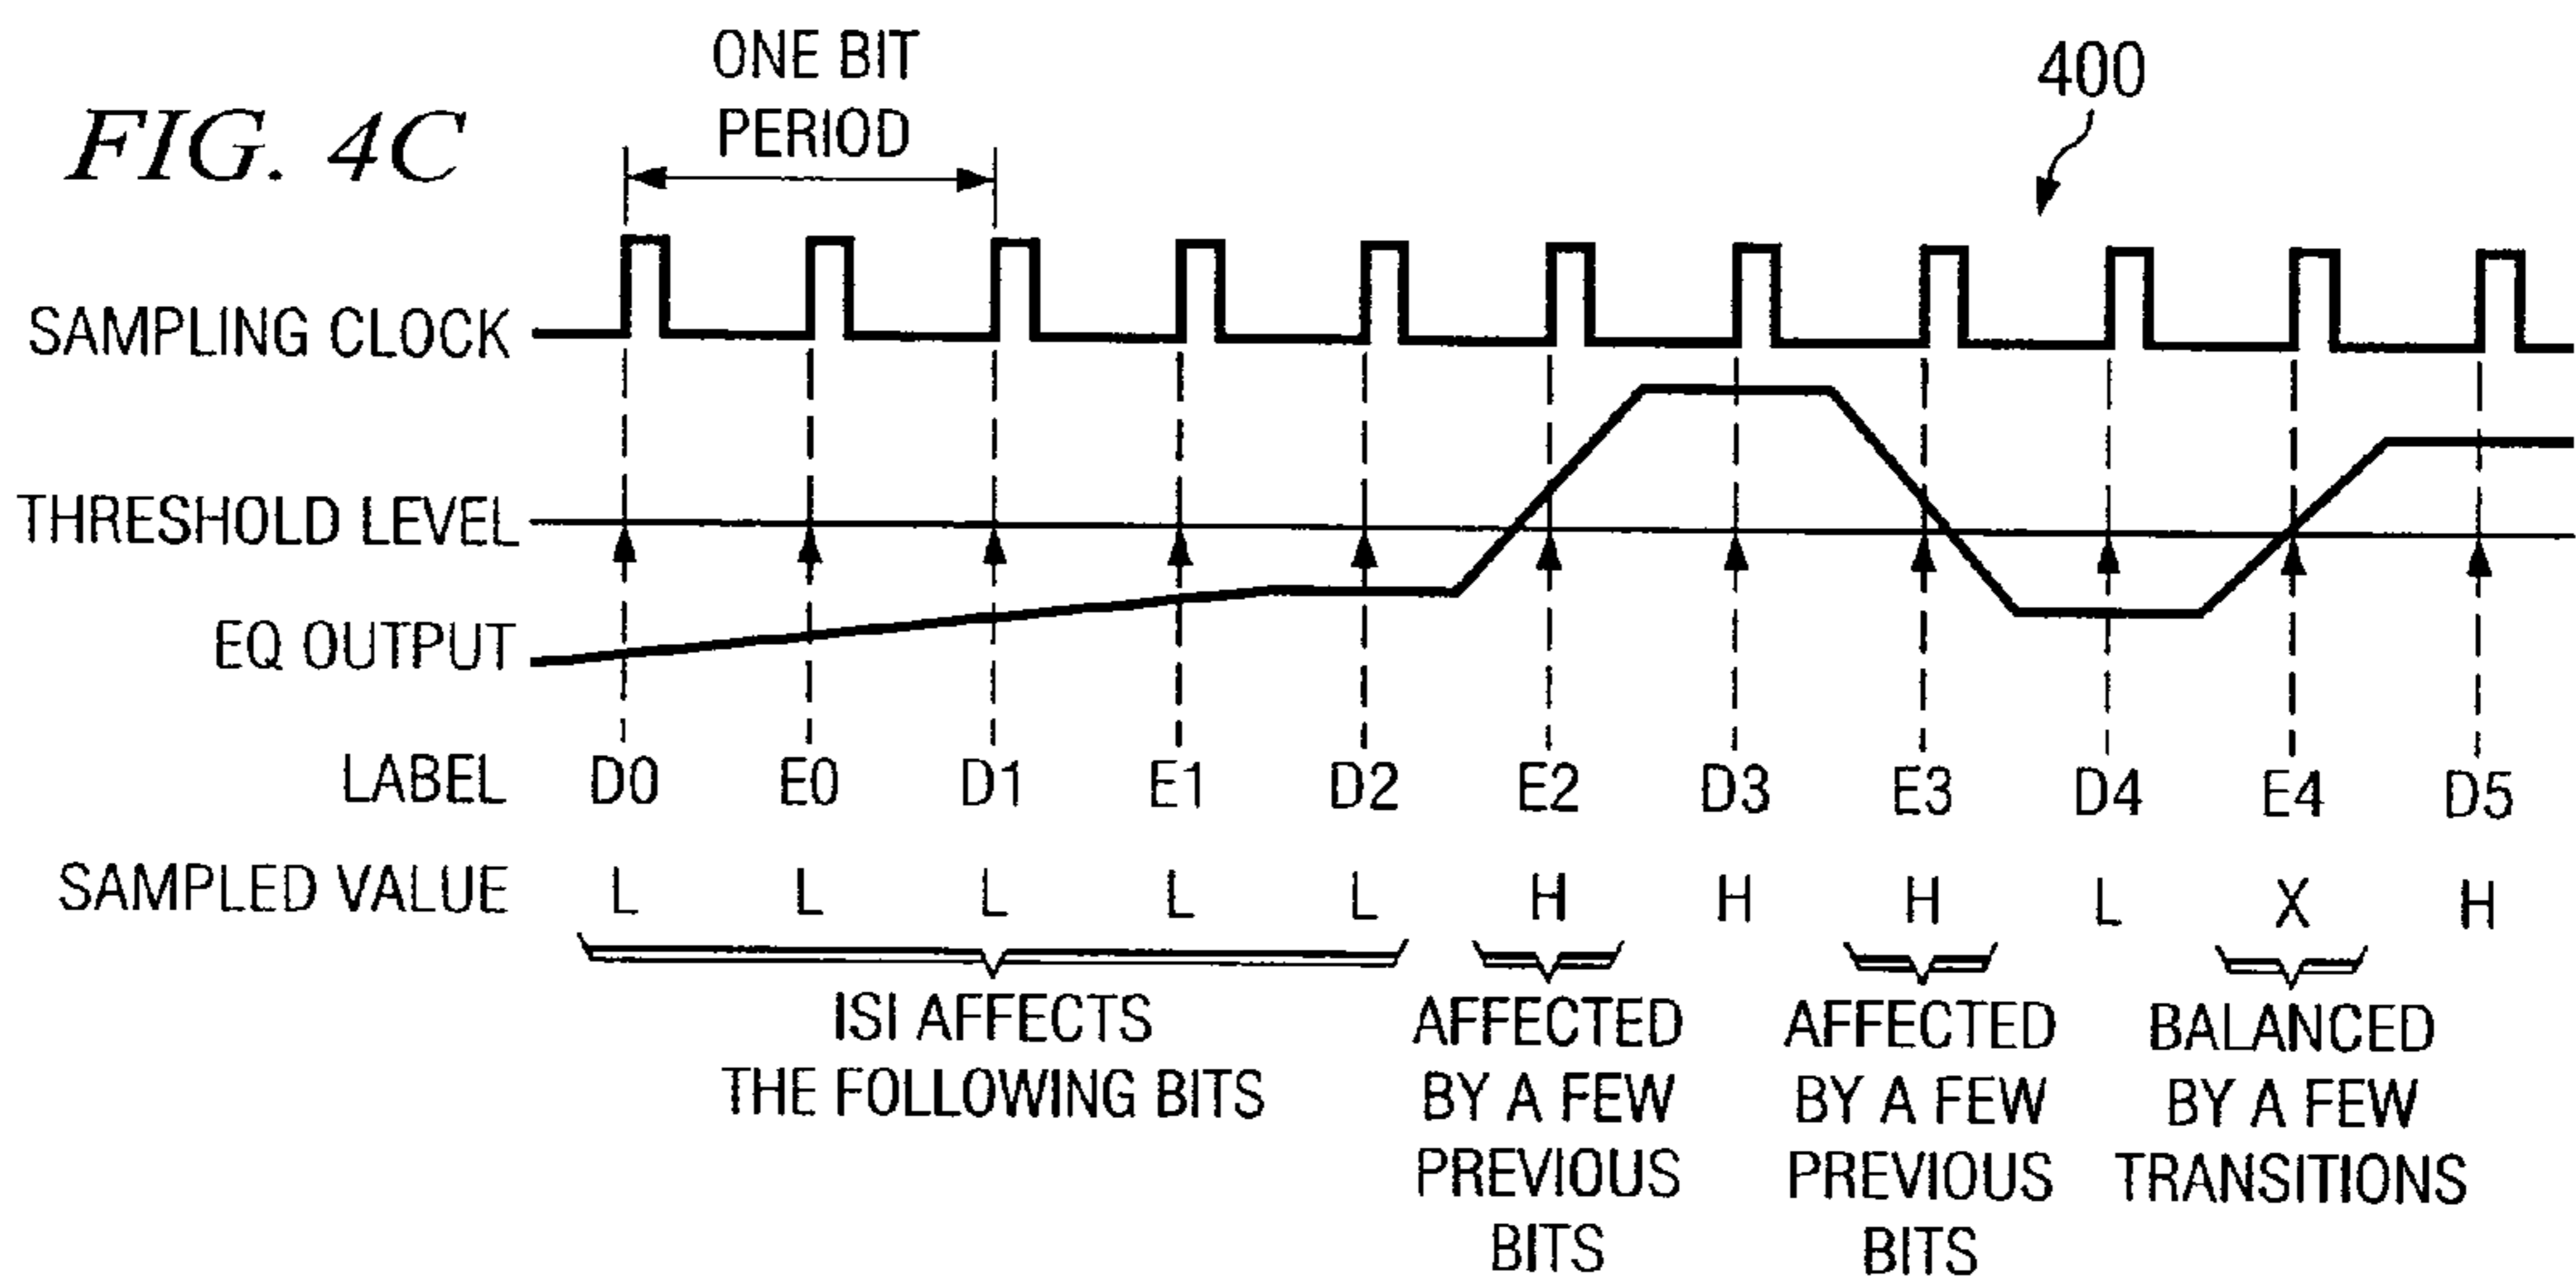 FIG. 4C
ONE BIT
PERIOD
400
SAMPLING CLOCK
THRESHOLD LEVEL
EQ OUTPUT
LABEL D0 E0 D1 E1 D2 E2 D3 E3 D4 E4 D5
SAMPLED VALUE L L L L L H H H L X H
ISI AFFECTS
THE FOLLOWING BITS
AFFECTED
BY A FEW
PREVIOUS
BITS
AFFECTED
BY A FEW
PREVIOUS
BITS
BALANCED
BY A FEW
TRANSITIONS